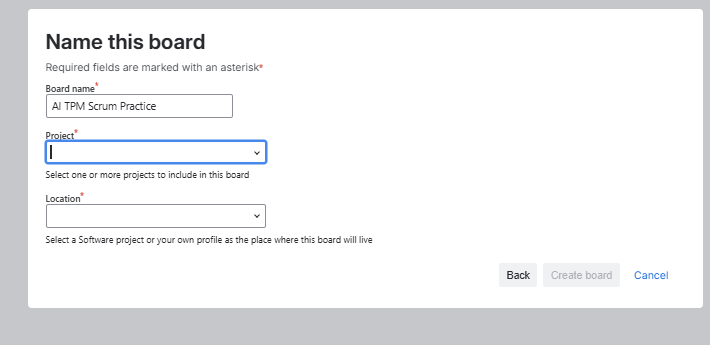 Name this board
Required fields are marked with an asterisk*
Board name*
AI TPM Scrum Practice
Project*
Select one or more projects to include in this board
Location*
Select a Software project or your own profile as the place where this board will live
Back Create board Cancel